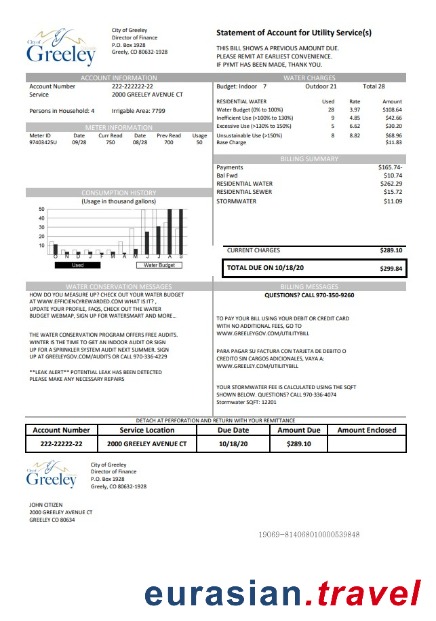 City of
Greeley
City of Greeley
Director of Finance
P.O. Box 1928
Greely, CO 80632-1928
Statement of Account for Utility Service(s)
THIS BILL SHOWS A PREVIOUS AMOUNT DUE.
PLEASE REMIT AT EARLIEST CONVENIENCE.
IF PYMT HAS BEEN MADE, THANK YOU.
ACCOUNT INFORMATION
Account Number 222-222222-22
Service 2000 GREELEY AVENUE CT
Persons in Household: 4 Irrigable Area: 7799
METER INFORMATION
Meter ID Date Curr Read Date Prev Read Usage
97403425U 09/28 750 08/28 700 50
WATER CHARGES
Budget: Indoor 7 Outdoor 21 Total 28
RESIDENTIAL WATER Used Rate Amount
Water Budget (0% to 100%) 28 3.97 $108.64
Inefficient Use (>100% to 130%) 9 4.85 $42.66
Excessive Use (>130% to 150%) 5 6.62 $30.20
Unsustainable Use (>150%) 8 8.82 $68.96
Base Charge $11.83
BILLING SUMMARY
Payments $165.74-
Bal Fwd $10.74
RESIDENTIAL WATER $262.29
RESIDENTIAL SEWER $15.72
STORMWATER $11.09
CONSUMPTION HISTORY
(Usage in thousand gallons)
50
40
30
20
10
O N D J F M A M J J A S
Used Water Budget
CURRENT CHARGES $289.10
TOTAL DUE ON 10/18/20 $299.84
WATER CONSERVATION MESSAGES
HOW DO YOU MEASURE UP? CHECK OUT YOUR WATER BUDGET
AT WWW.EFFICIENCYREWARDED.COM WHAT IS IT,
UPDATE YOUR PROFILE, FAQS, CHECK OUT THE WATER
BUDGET WEBMAP, SIGN UP FOR WATERSMART AND MORE...
THE WATER CONSERVATION PROGRAM OFFERS FREE AUDITS.
WINTER IS THE TIME TO GET AN INDOOR AUDIT OR SIGN
UP FOR A SPRINKLER SYSTEM AUDIT NEXT SUMMER. SIGN
UP AT GREELEYGOV.COM/AUDITS OR CALL 970-336-4229
**LEAK ALERT** POTENTIAL LEAK HAS BEEN DETECTED
PLEASE MAKE ANY NECESSARY REPAIRS
BILLING MESSAGES
QUESTIONS? CALL 970-350-9260
TO PAY YOUR BILL USING YOUR DEBIT OR CREDIT CARD
WITH NO ADDITIONAL FEES, GO TO
WWW.GREELEYGOV.COM/UTILITYBILL
PARA PAGAR SU FACTURA CON TARJETA DE DEBITO O
CREDITO SIN CARGOS ADICIONALES, VAYA A:
WWW.GREELLEY.COM/UTILITYBILL
YOUR STORMWATER FEE IS CALCULATED USING THE SQFT
SHOWN BELOW. QUESTIONS? CALL 970-336-4074
Stormwater SQFT: 12301
DETACH AT PERFORATION AND RETURN WITH YOUR REMITTANCE
Account Number Service Location Due Date Amount Due Amount Enclosed
222-22222-22 2000 GREELEY AVENUE CT 10/18/20 $289.10
City of
Greeley
City of Greeley
Director of Finance
P.O. Box 1928
Greely, CO 80632-1928
JOHN CITIZEN
2000 GREELEY AVENUE CT
GREELEY CO 80634
19069-814068010000539848
eurasian.travel